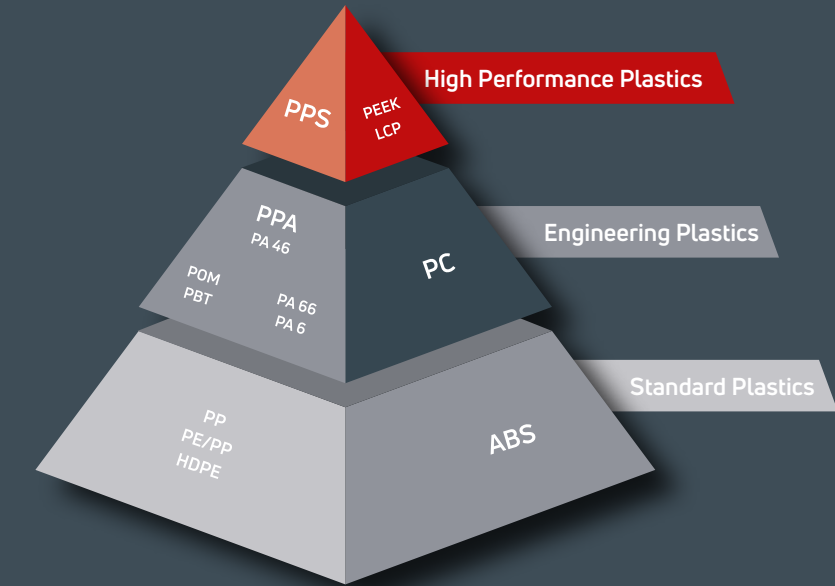 PPS
PEEK
LCP
High Performance Plastics
PPA
PA 46
POM
PBT
PA 66
PA 6
PC
Engineering Plastics
PP
PE/PP
HDPE
ABS
Standard Plastics